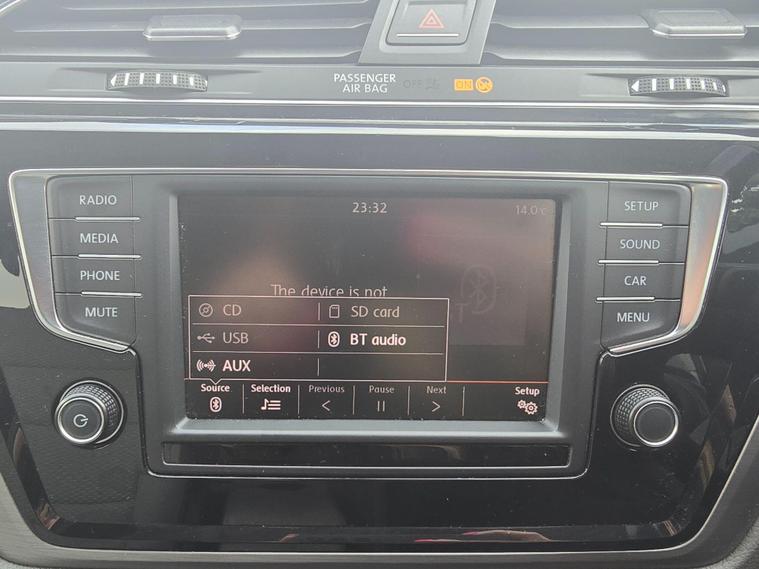 PASSENGER
AIR BAG
OFF
ON
RADIO
MEDIA
PHONE
MUTE
SETUP
SOUND
CAR
MENU
23:32
14.0°C
The device is not
CD
SD card
USB
BT audio
AUX
Source
Selection
Previous
Pause
Next
Setup